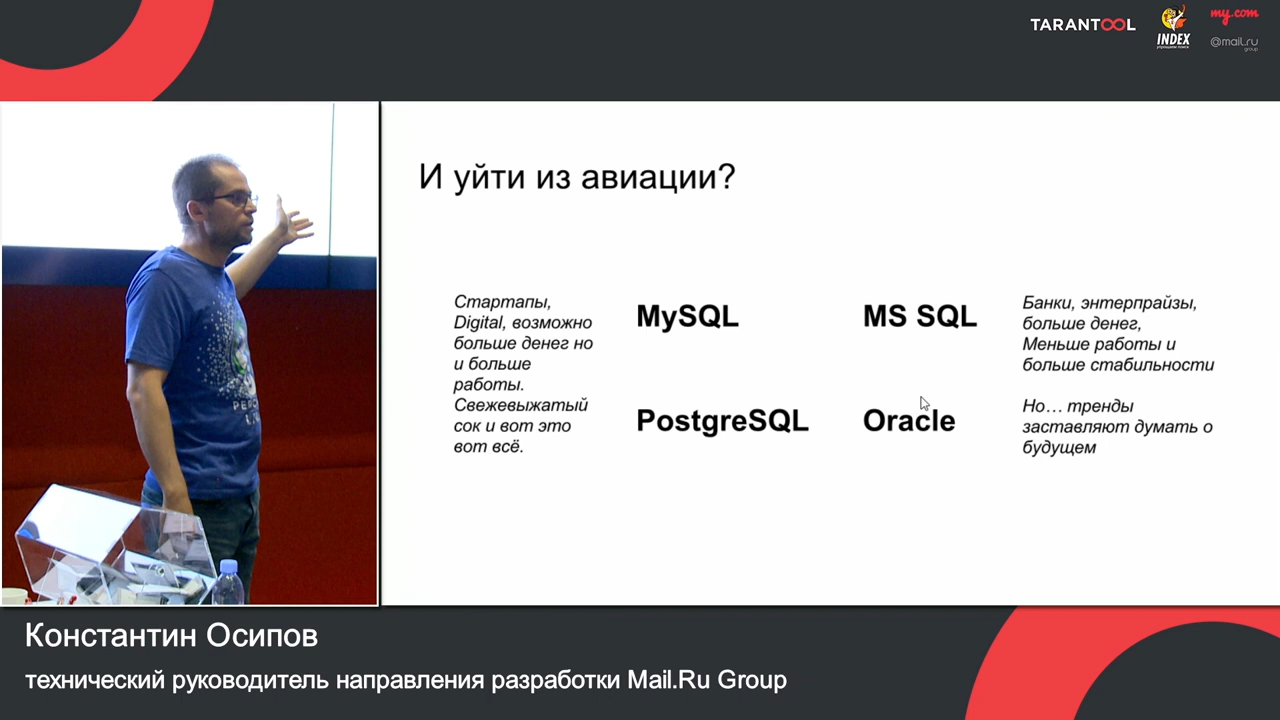 TARANTOOL
INDEX
my.com
@mail.ru
group
И уйти из авиации?
Стартапы,
Digital, возможно
больше денег но
и больше
работы.
Свежевыжатый
сок и вот это
вот всё.
MySQL
MS SQL
PostgreSQL
Oracle
Банки, энтерпрайзы,
больше денег,
Меньше работы и
больше стабильности
Но… тренды
заставляют думать о
будущем
Константин Осипов
технический руководитель направления разработки Mail.Ru Group